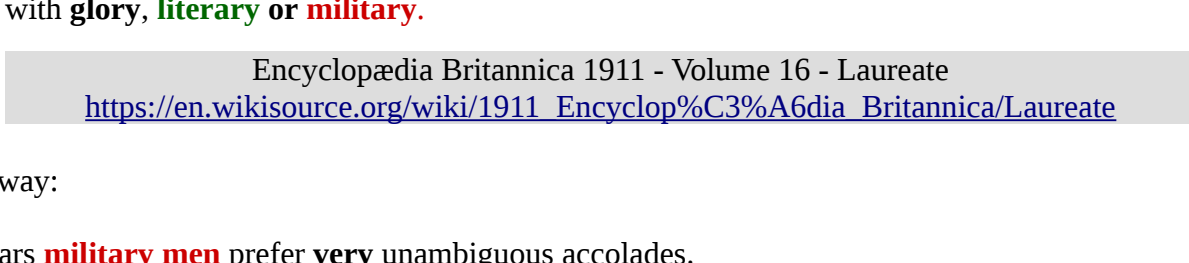 with glory, literary or military.
Encyclopædia Britannica 1911 - Volume 16 - Laureate
https://en.wikisource.org/wiki/1911_Encyclop%C3%A6dia_Britannica/Laureate
way:
military men prefer very unambiguous accolades.